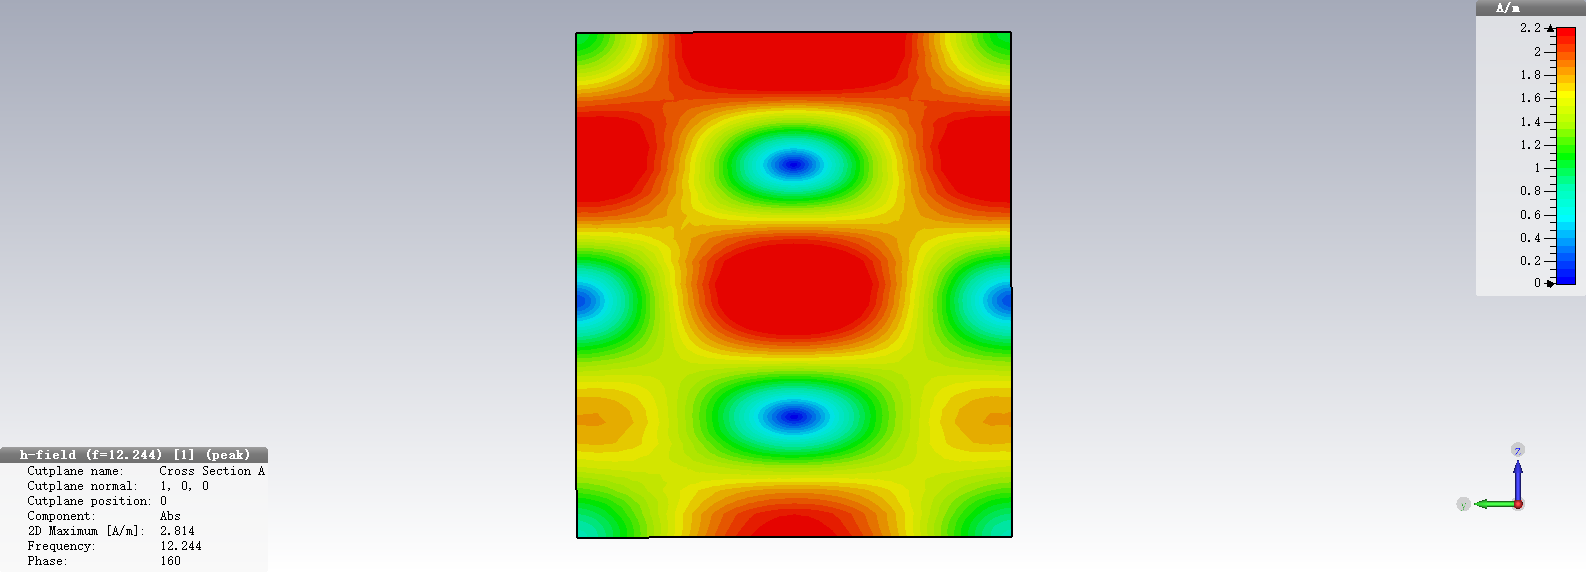 A/m
2.2
2
1.8
1.6
1.4
1.2
1
0.8
0.6
0.4
0.2
0
h-field (f=12.244) [1] (peak)
Cutplane name: Cross Section A
Cutplane normal: 1, 0, 0
Cutplane position: 0
Component: Abs
2D Maximum [A/m]: 2.814
Frequency: 12.244
Phase: 160
z
y